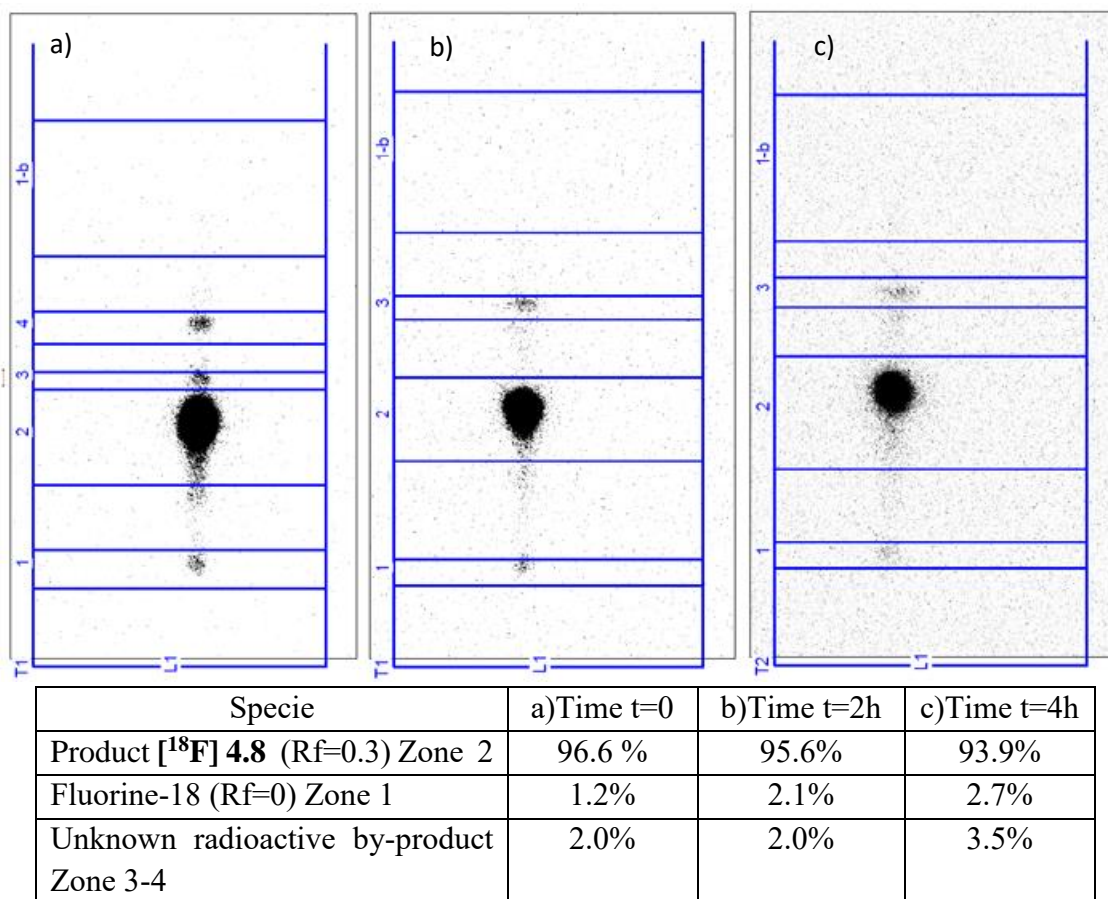 a)
b)
c)
1-b
4
3
2
1
T1
L1
1-b
3
2
1
T1
L1
1-b
3
2
1
T2
L1
Specie a)Time t=0 b)Time t=2h c)Time t=4h
Product [¹⁸F] 4.8 (Rf=0.3) Zone 2 96.6 % 95.6% 93.9%
Fluorine-18 (Rf=0) Zone 1 1.2% 2.1% 2.7%
Unknown radioactive by-product 2.0% 2.0% 3.5%
Zone 3-4